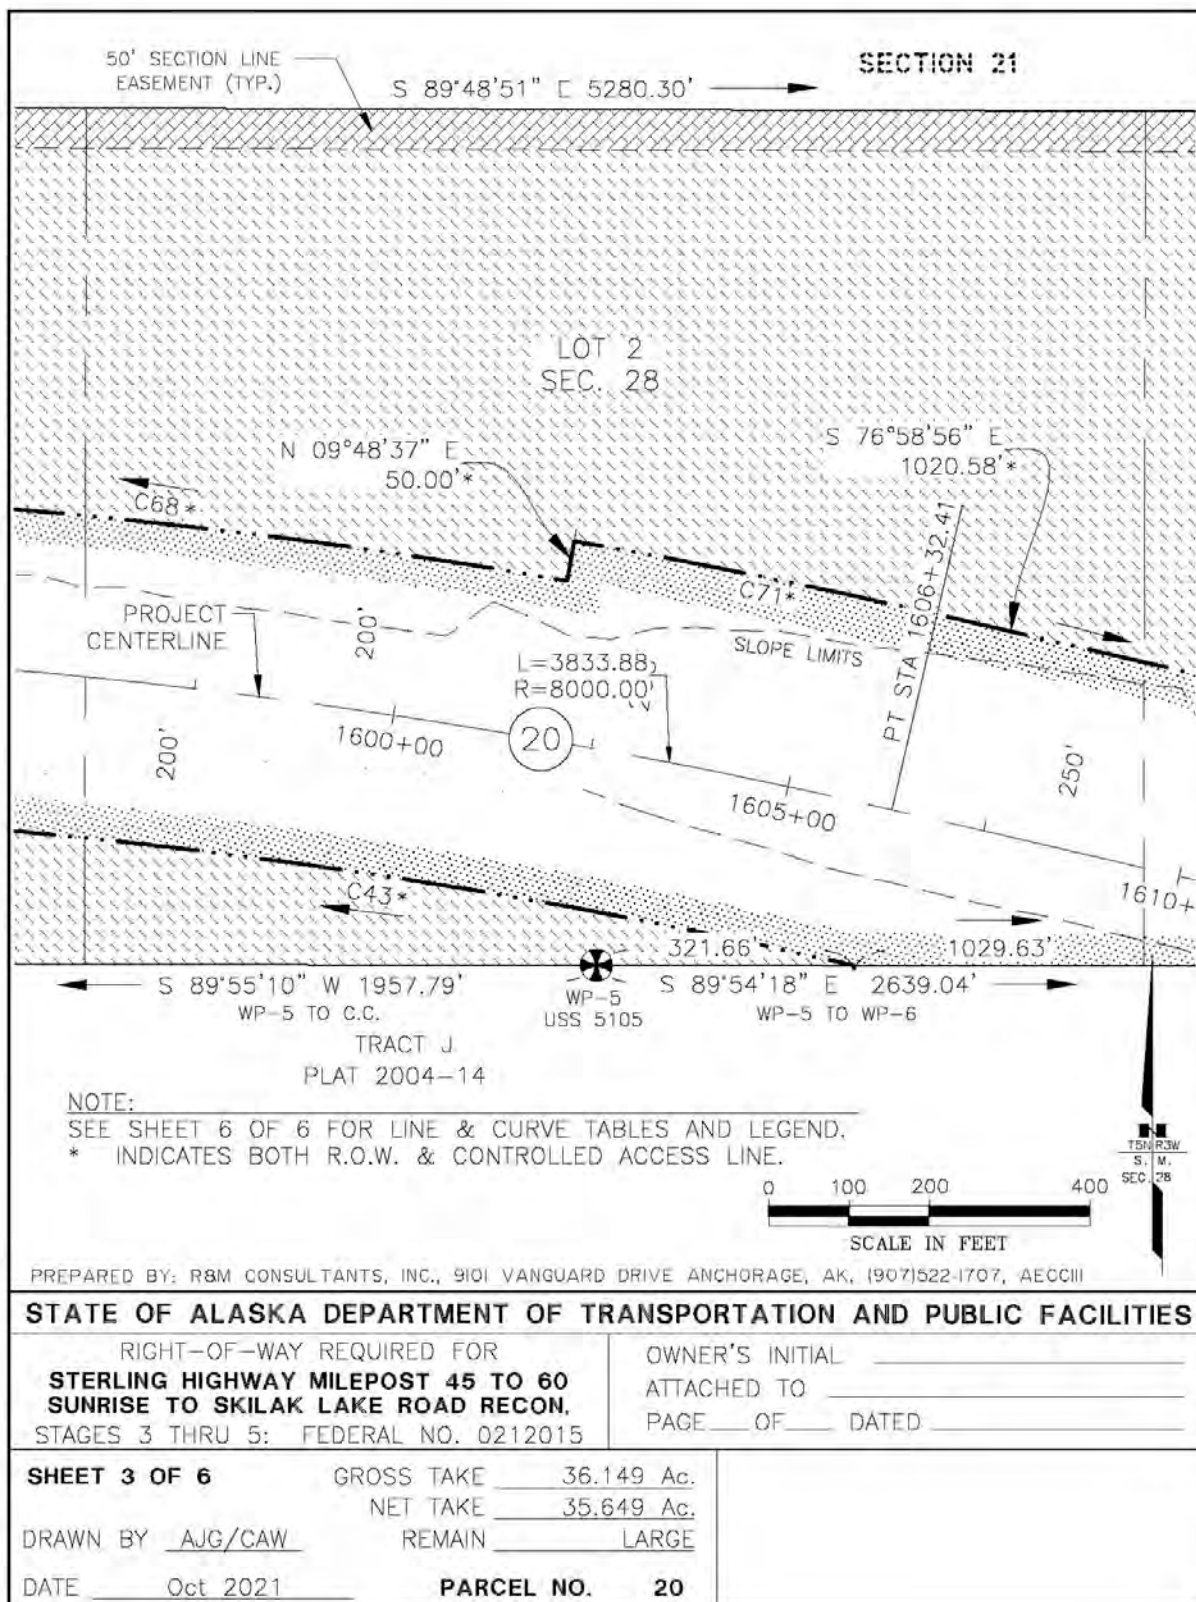 50' SECTION LINE
EASEMENT (TYP.)
SECTION 21
S 89°48'51" E 5280.30'
LOT 2
SEC. 28
N 09°48'37" E
50.00'*
S 76°58'56" E
1020.58'*
C68*
C71*
PROJECT
CENTERLINE
200'
SLOPE LIMITS
PT STA 1606+32.41
L=3833.88'
R=8000.00'
20
1600+00
200'
1605+00
250'
1610+
C43*
321.66'
1029.63'
S 89°55'10" W 1957.79'
WP-5 TO C.C.
WP-5
USS 5105
S 89°54'18" E 2639.04'
WP-5 TO WP-6
TRACT J
PLAT 2004-14
NOTE:
SEE SHEET 6 OF 6 FOR LINE & CURVE TABLES AND LEGEND.
* INDICATES BOTH R.O.W. & CONTROLLED ACCESS LINE.
N
T5N R3W
S. M.
SEC. 28
0 100 200 400
SCALE IN FEET
PREPARED BY: R&M CONSULTANTS, INC., 9101 VANGUARD DRIVE ANCHORAGE, AK, (907)522-1707, AECC111
STATE OF ALASKA DEPARTMENT OF TRANSPORTATION AND PUBLIC FACILITIES
RIGHT-OF-WAY REQUIRED FOR
STERLING HIGHWAY MILEPOST 45 TO 60
SUNRISE TO SKILAK LAKE ROAD RECON.
STAGES 3 THRU 5: FEDERAL NO. 0212015
OWNER'S INITIAL
ATTACHED TO
PAGE OF DATED
SHEET 3 OF 6
GROSS TAKE 36.149 Ac.
NET TAKE 35.649 Ac.
DRAWN BY AJG/CAW
REMAIN LARGE
DATE Oct 2021
PARCEL NO. 20